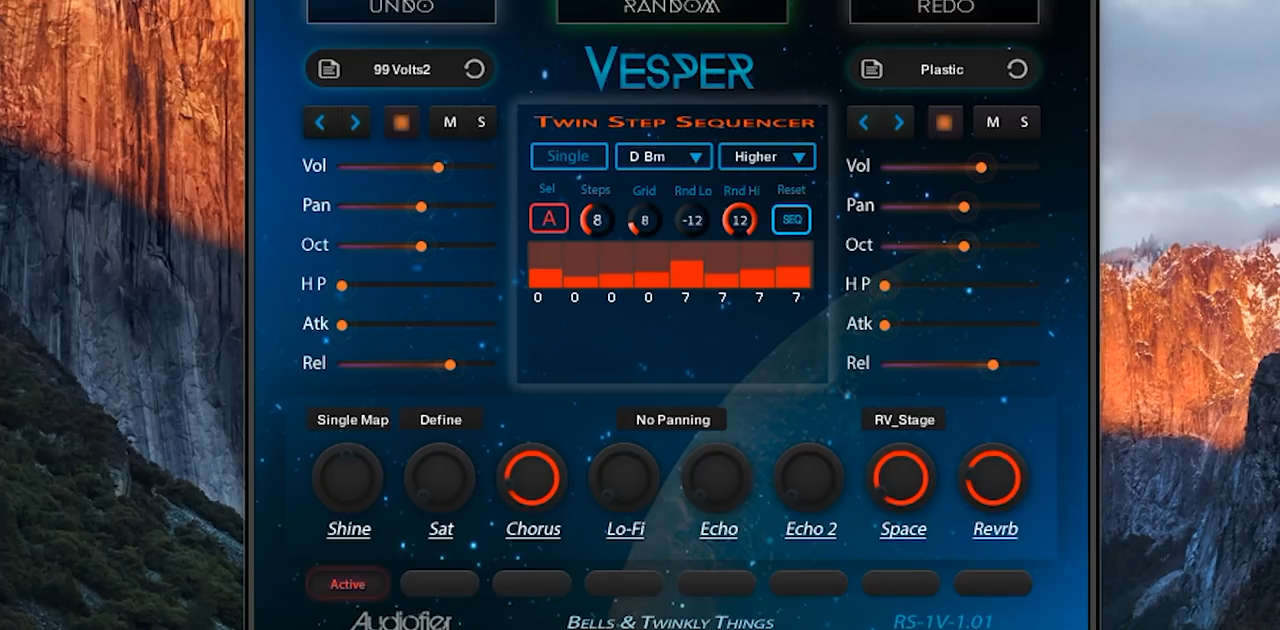 UNDO RANDOM REDO
99 Volts2 VESPER Plastic
M S TWIN STEP SEQUENCER M S
Vol Single D Bm Higher Vol
Sel Steps Grid Rnd Lo Rnd Hi Reset
Pan A 8 8 -12 12 SEQ Pan
Oct Oct
H P 0 0 0 0 7 7 7 7 H P
Atk Atk
Rel Rel
Single Map Define No Panning RV_Stage
Shine Sat Chorus Lo-Fi Echo Echo 2 Space Revrb
Active
Audiofier BELLS & TWINKLY THINGS RS-1V-1.01